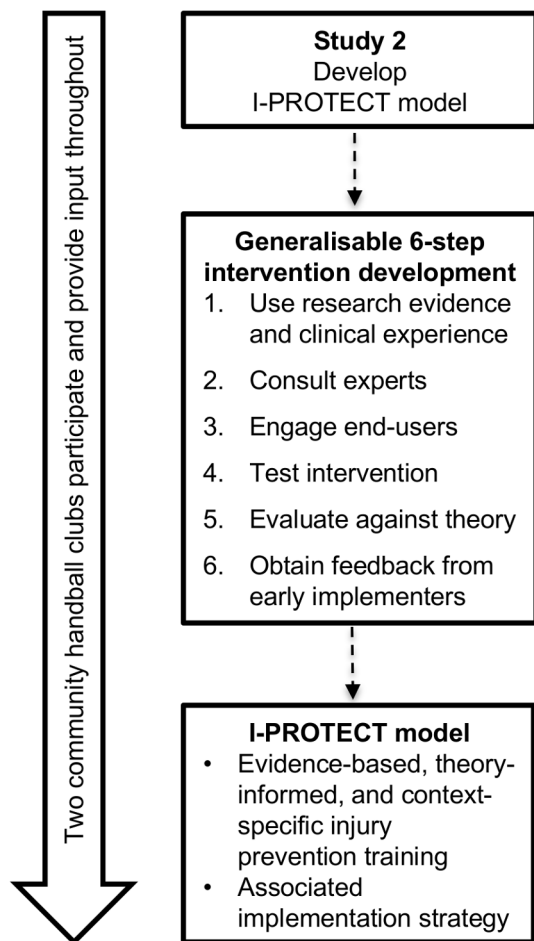 Two community handball clubs participate and provide input throughout
Study 2
Develop
I-PROTECT model
Generalisable 6-step
intervention development
1. Use research evidence
and clinical experience
2. Consult experts
3. Engage end-users
4. Test intervention
5. Evaluate against theory
6. Obtain feedback from
early implementers
I-PROTECT model
• Evidence-based, theory-
informed, and context-
specific injury
prevention training
• Associated
implementation strategy